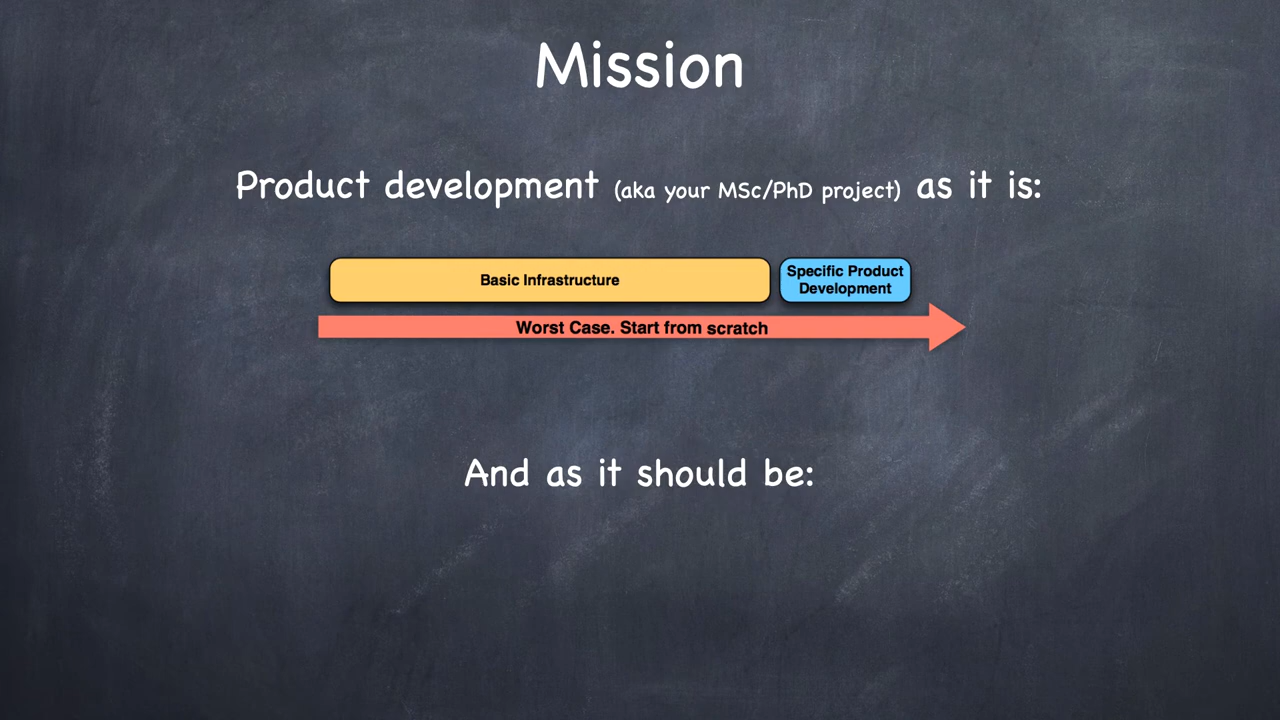 Mission
Product development (aka your MSc/PhD project) as it is:
Basic Infrastructure
Specific Product
Development
Worst Case. Start from scratch
And as it should be: